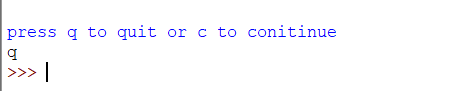 press q to quit or c to conitinue
q
>>>